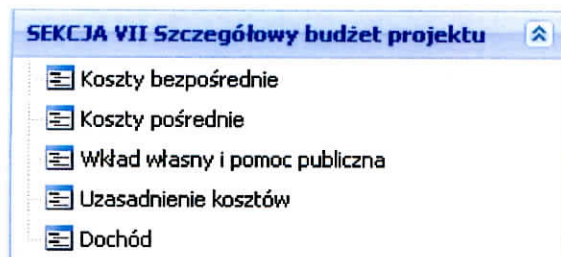 SEKCJA VII Szczegółowy budżet projektu
Koszty bezpośrednie
Koszty pośrednie
Wkład własny i pomoc publiczna
Uzasadnienie kosztów
Dochód